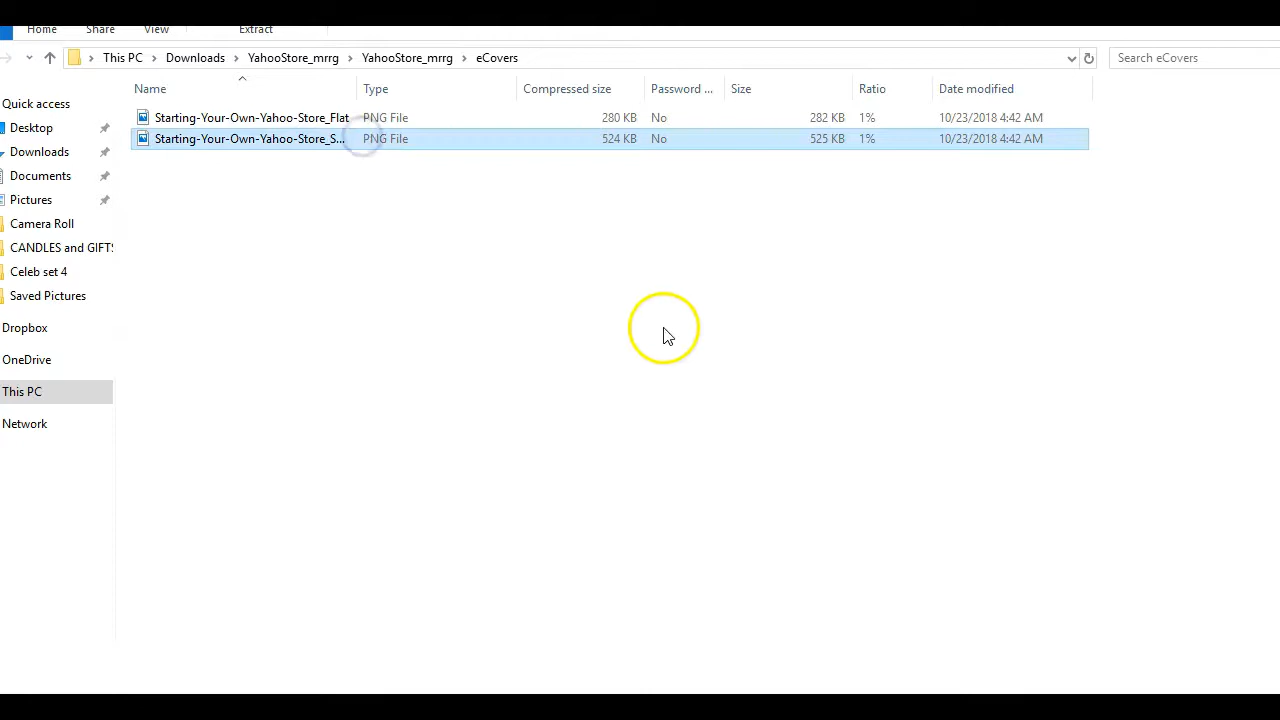 Home Share View Extract
This PC Downloads YahooStore_mrrg YahooStore_mrrg eCovers Search eCovers
Name Type Compressed size Password ... Size Ratio Date modified
Starting-Your-Own-Yahoo-Store_Flat PNG File 280 KB No 282 KB 1% 10/23/2018 4:42 AM
Starting-Your-Own-Yahoo-Store_S... PNG File 524 KB No 525 KB 1% 10/23/2018 4:42 AM
Quick access
Desktop
Downloads
Documents
Pictures
Camera Roll
CANDLES and GIFTS
Celeb set 4
Saved Pictures
Dropbox
OneDrive
This PC
Network